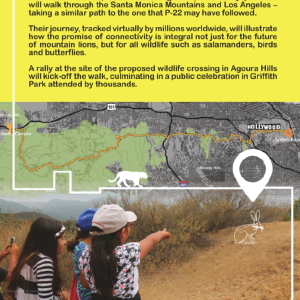 will walk through the Santa Monica Mountains and Los Angeles –
taking a similar path to the one that P-22 may have followed.
Their journey, tracked virtually by millions worldwide, will illustrate
how the promise of connectivity is integral not just for the future
of mountain lions, but for all wildlife such as salamanders, birds
and butterflies.
A rally at the site of the proposed wildlife crossing in Agoura Hills
will kick-off the walk, culminating in a public celebration in Griffith
Park attended by thousands.
101
HOLLYWOOD